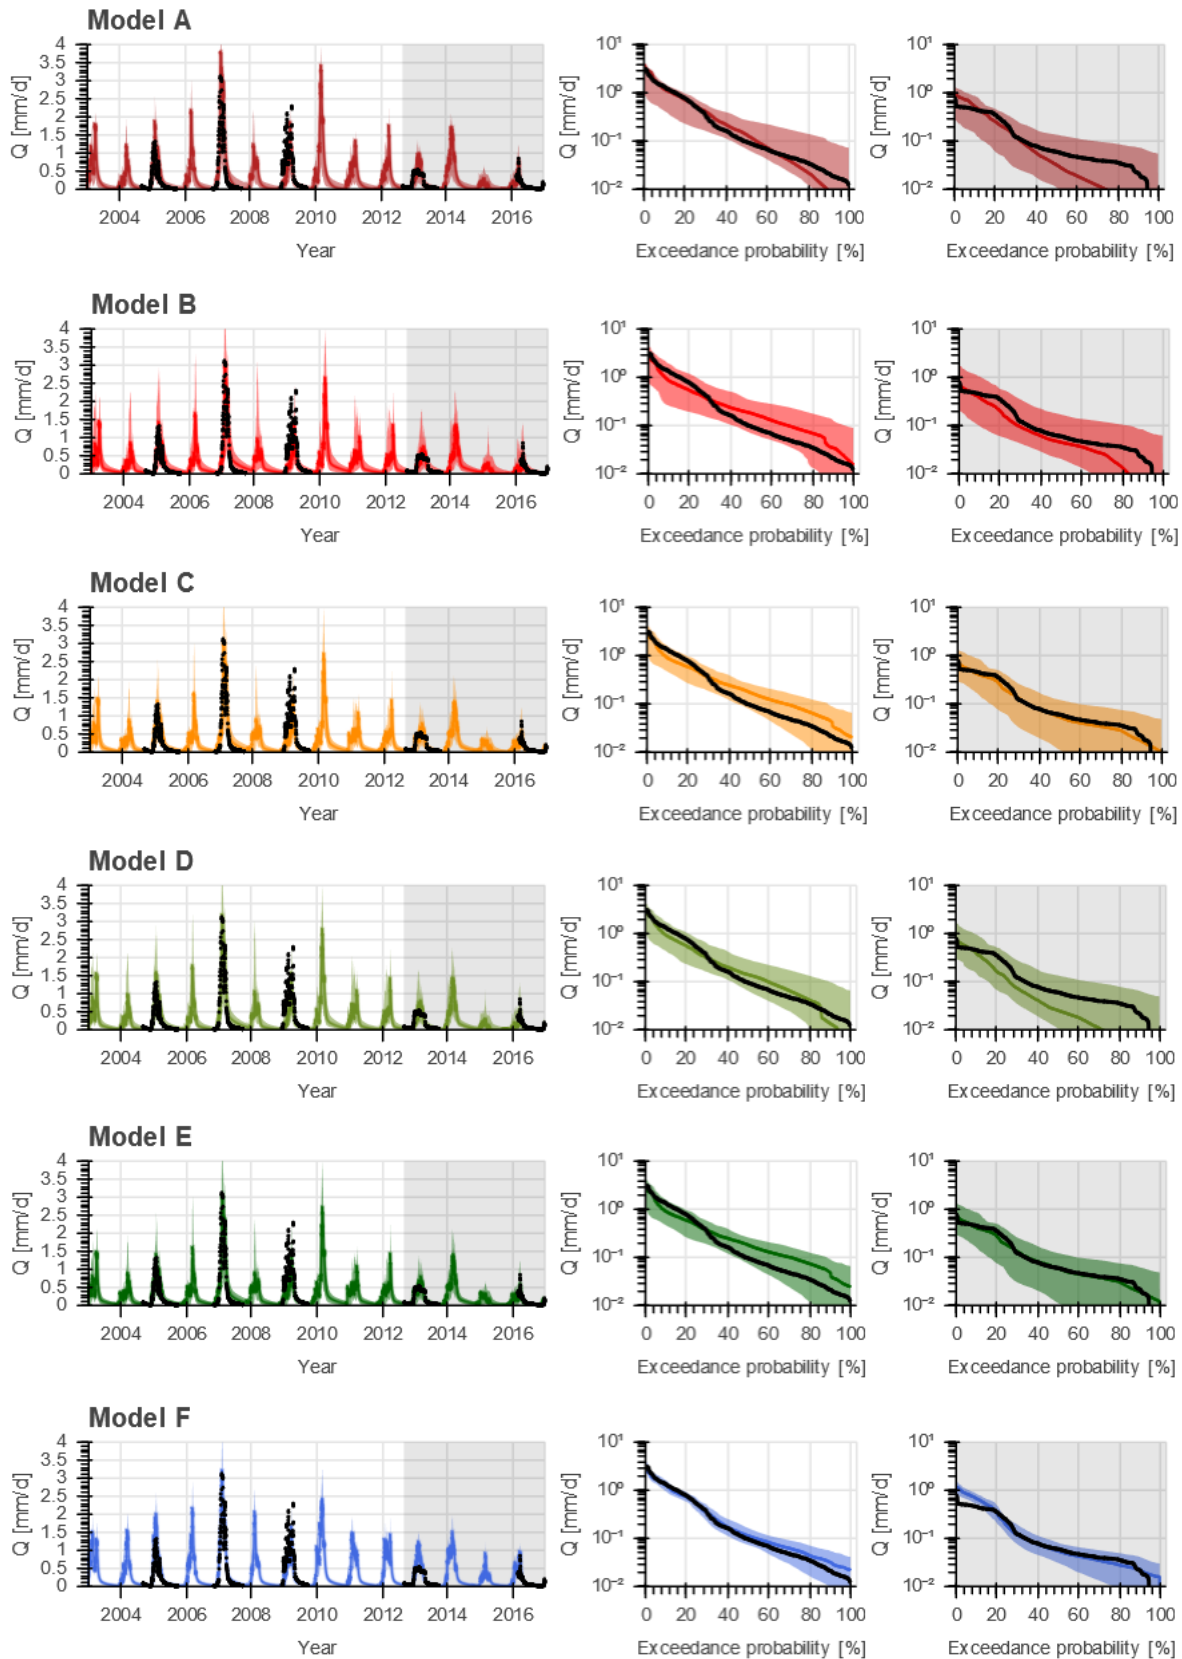 Model A
4
3.5
3
2.5
2
1.5
1
0.5
0
Q [mm/d]
2004 2006 2008 2010 2012 2014 2016
Year
10¹
10⁰
10⁻¹
10⁻²
Q [mm/d]
0 20 40 60 80 100
Exceedance probability [%]
10¹
10⁰
10⁻¹
10⁻²
Q [mm/d]
0 20 40 60 80 100
Exceedance probability [%]
Model B
4
3.5
3
2.5
2
1.5
1
0.5
0
Q [mm/d]
2004 2006 2008 2010 2012 2014 2016
Year
10¹
10⁰
10⁻¹
10⁻²
Q [mm/d]
0 20 40 60 80 100
Exceedance probability [%]
10¹
10⁰
10⁻¹
10⁻²
Q [mm/d]
0 20 40 60 80 100
Exceedance probability [%]
Model C
4
3.5
3
2.5
2
1.5
1
0.5
0
Q [mm/d]
2004 2006 2008 2010 2012 2014 2016
Year
10¹
10⁰
10⁻¹
10⁻²
Q [mm/d]
0 20 40 60 80 100
Exceedance probability [%]
10¹
10⁰
10⁻¹
10⁻²
Q [mm/d]
0 20 40 60 80 100
Exceedance probability [%]
Model D
4
3.5
3
2.5
2
1.5
1
0.5
0
Q [mm/d]
2004 2006 2008 2010 2012 2014 2016
Year
10¹
10⁰
10⁻¹
10⁻²
Q [mm/d]
0 20 40 60 80 100
Exceedance probability [%]
10¹
10⁰
10⁻¹
10⁻²
Q [mm/d]
0 20 40 60 80 100
Exceedance probability [%]
Model E
4
3.5
3
2.5
2
1.5
1
0.5
0
Q [mm/d]
2004 2006 2008 2010 2012 2014 2016
Year
10¹
10⁰
10⁻¹
10⁻²
Q [mm/d]
0 20 40 60 80 100
Exceedance probability [%]
10¹
10⁰
10⁻¹
10⁻²
Q [mm/d]
0 20 40 60 80 100
Exceedance probability [%]
Model F
4
3.5
3
2.5
2
1.5
1
0.5
0
Q [mm/d]
2004 2006 2008 2010 2012 2014 2016
Year
10¹
10⁰
10⁻¹
10⁻²
Q [mm/d]
0 20 40 60 80 100
Exceedance probability [%]
10¹
10⁰
10⁻¹
10⁻²
Q [mm/d]
0 20 40 60 80 100
Exceedance probability [%]